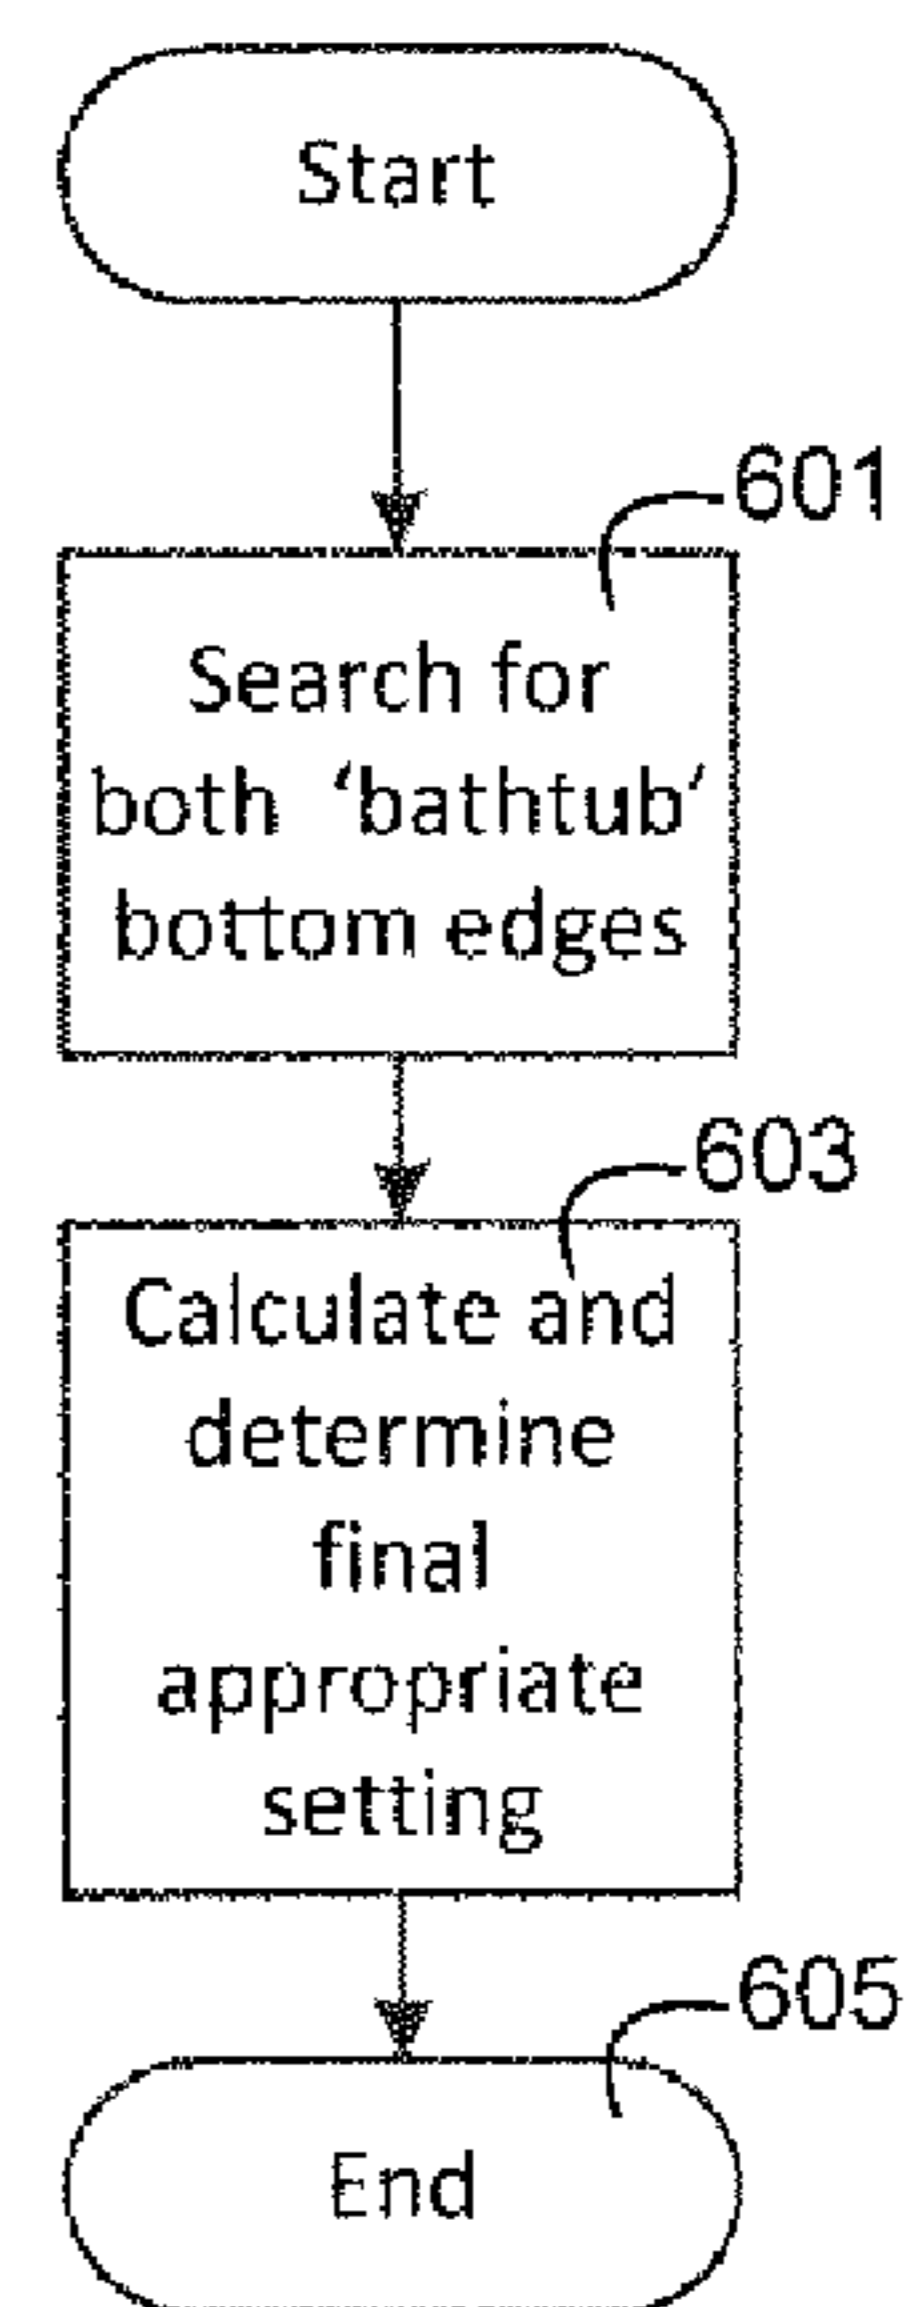 Start
601
Search for
both 'bathtub'
bottom edges
603
Calculate and
determine
final
appropriate
setting
605
End